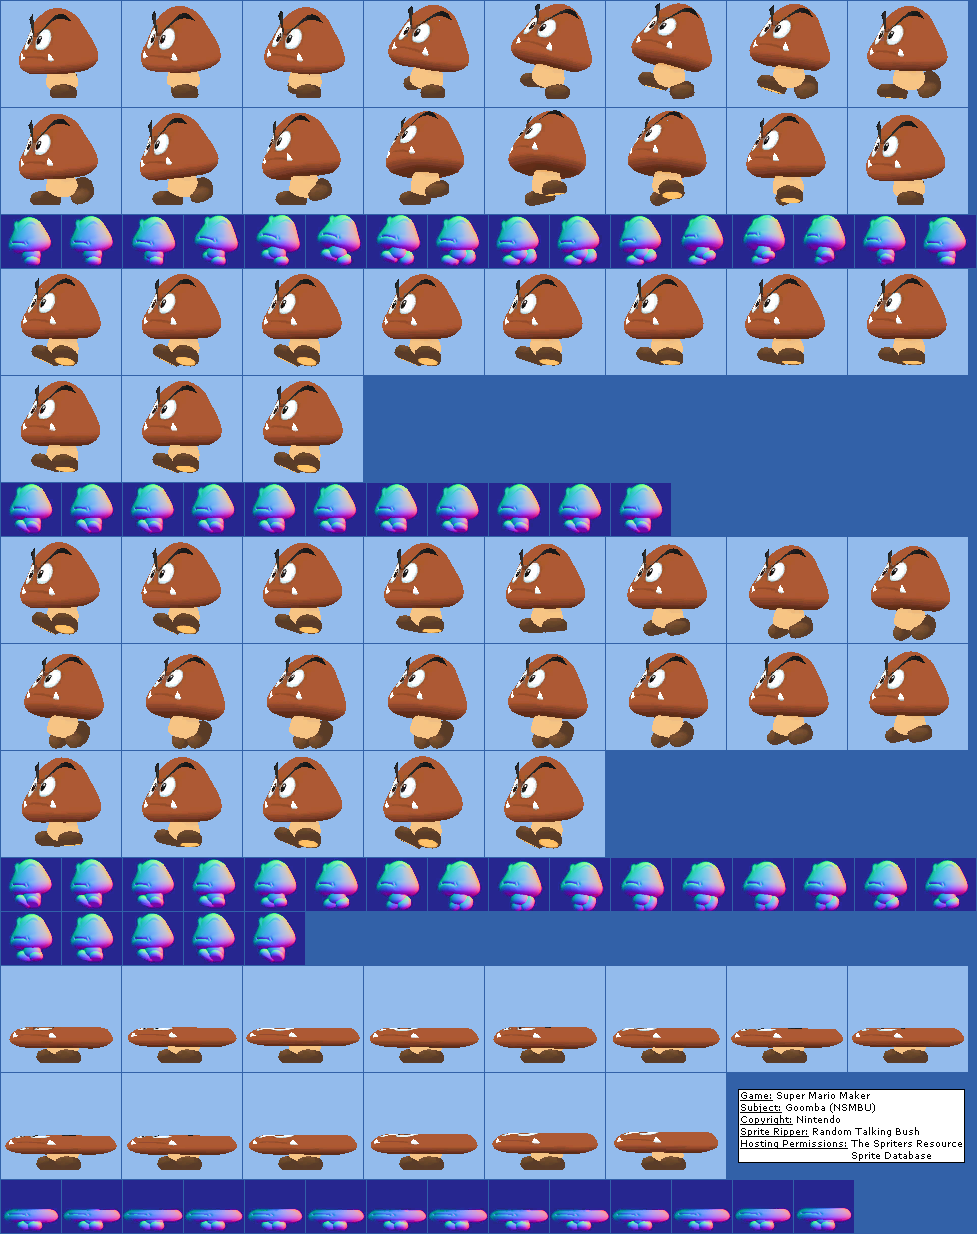 Game: Super Mario Maker
Subject: Goomba (NSMBU)
Copyright: Nintendo
Sprite Ripper: Random Talking Bush
Hosting Permissions: The Spriters Resource
Sprite Database